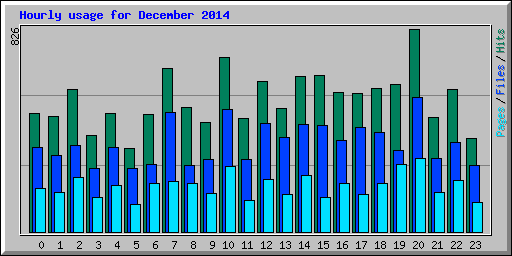 Hourly usage for December 2014
826
Pages / Files / Hits
0 1 2 3 4 5 6 7 8 9 10 11 12 13 14 15 16 17 18 19 20 21 22 23